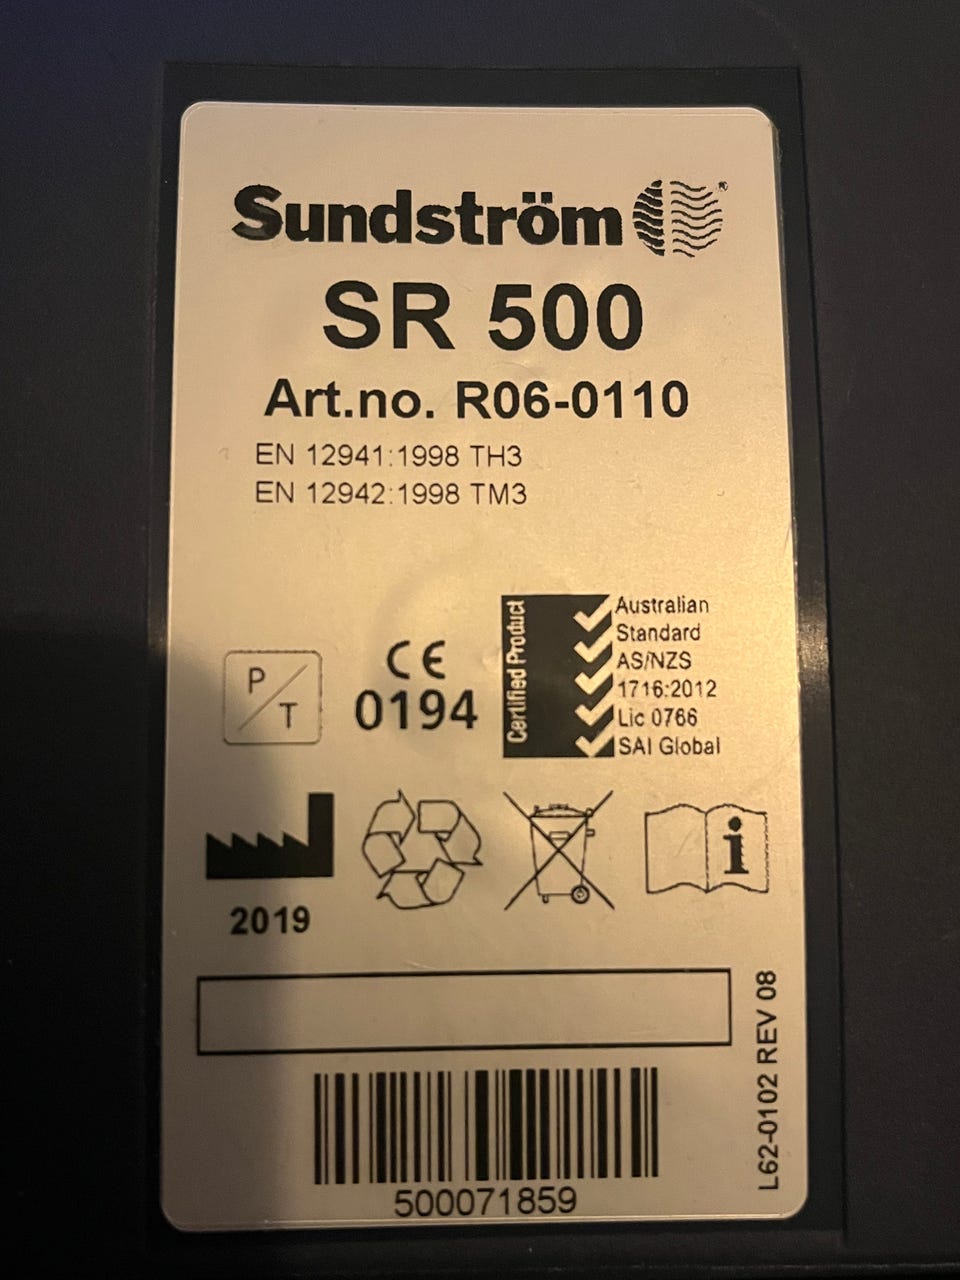 Sundström®
SR 500
Art.no. R06-0110
EN 12941:1998 TH3
EN 12942:1998 TM3
P/T
CE
0194
Certified Product
Australian
Standard
AS/NZS
1716:2012
Lic 0766
SAI Global
i
2019
L62-0102 REV 08
500071859